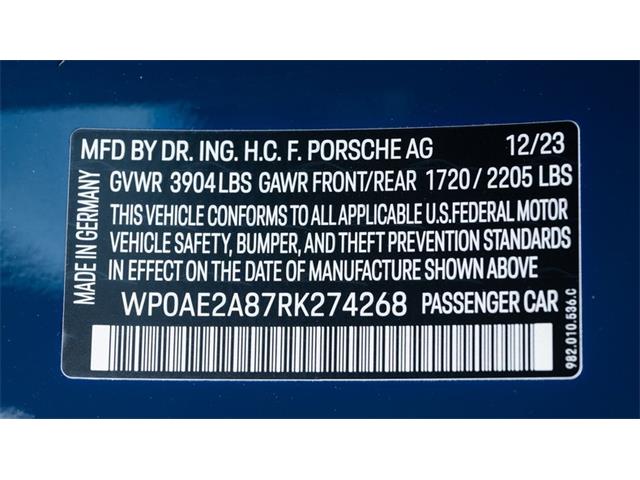 MFD BY DR. ING. H.C. F. PORSCHE AG 12/23
GVWR 3904 LBS GAWR FRONT/REAR 1720 / 2205 LBS
THIS VEHICLE CONFORMS TO ALL APPLICABLE U.S.FEDERAL MOTOR
VEHICLE SAFETY, BUMPER, AND THEFT PREVENTION STANDARDS
IN EFFECT ON THE DATE OF MANUFACTURE SHOWN ABOVE
WP0AE2A87RK274268 PASSENGER CAR
MADE IN GERMANY
982.010.536.C